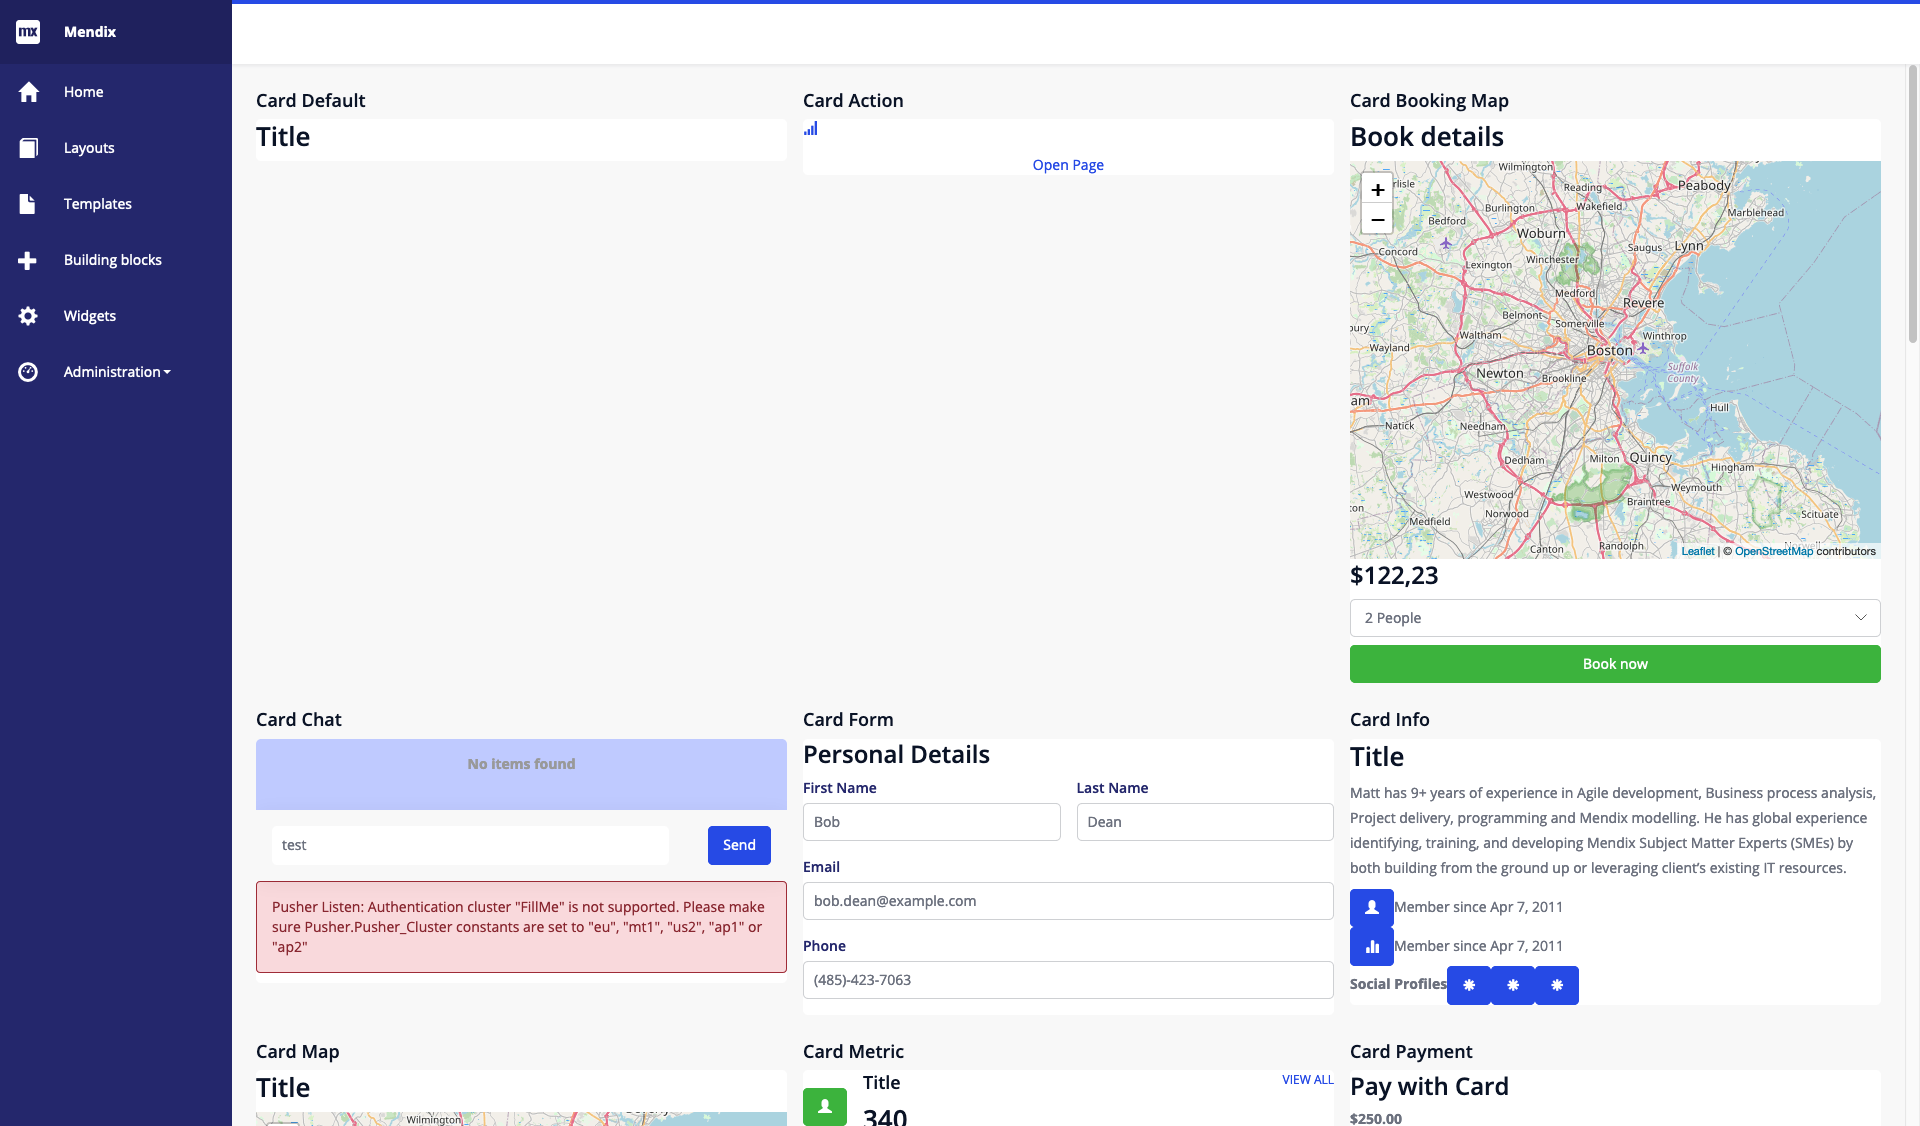 mx Mendix
Home
Layouts
Templates
Building blocks
Widgets
Administration
Card Default
Title
Card Action
Open Page
Card Booking Map
Book details
+
−
Wilmington
Reading
Peabody
Burlington
Wakefield
Marblehead
Bedford
Woburn
Saugus
Lynn
Concord
Winchester
Lexington
Medford
Revere
Belmont
Somerville
Winthrop
Waltham
Wayland
Boston
Newton
Brookline
Suffolk
County
Hull
Natick
Needham
Dedham
Milton
Quincy
Hingham
Westwood
Weymouth
Braintree
Norwood
Scituate
Medfield
Canton
Randolph
Leaflet | © OpenStreetMap contributors
$122,23
2 People
Book now
Card Chat
No items found
test
Send
Pusher Listen: Authentication cluster "FillMe" is not supported. Please make
sure Pusher.Pusher_Cluster constants are set to "eu", "mt1", "us2", "ap1" or
"ap2"
Card Form
Personal Details
First Name
Last Name
Bob
Dean
Email
bob.dean@example.com
Phone
(485)-423-7063
Card Info
Title
Matt has 9+ years of experience in Agile development, Business process analysis,
Project delivery, programming and Mendix modelling. He has global experience
identifying, training, and developing Mendix Subject Matter Experts (SMEs) by
both building from the ground up or leveraging client’s existing IT resources.
Member since Apr 7, 2011
Member since Apr 7, 2011
Social Profiles
Card Map
Title
Wilmington
Card Metric
Title
VIEW ALL
340
Card Payment
Pay with Card
$250.00